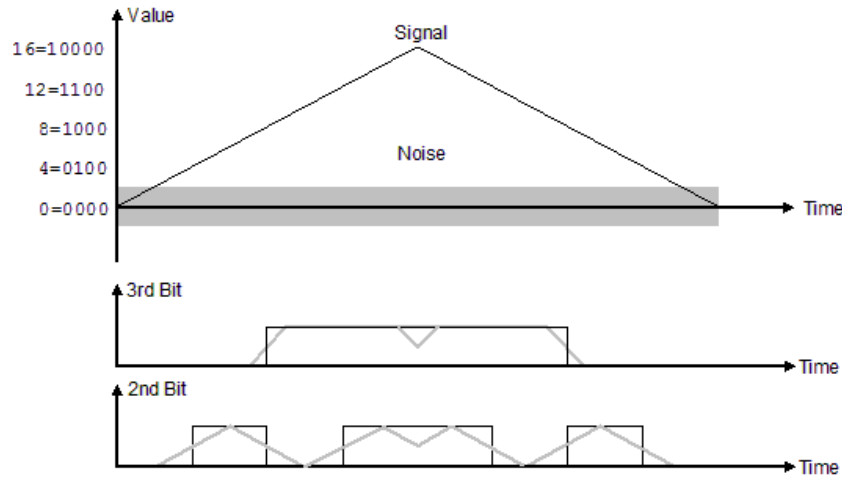 Value
Signal
16=10000
12=1100
8=1000
Noise
4=0100
0=0000
Time
3rd Bit
Time
2nd Bit
Time